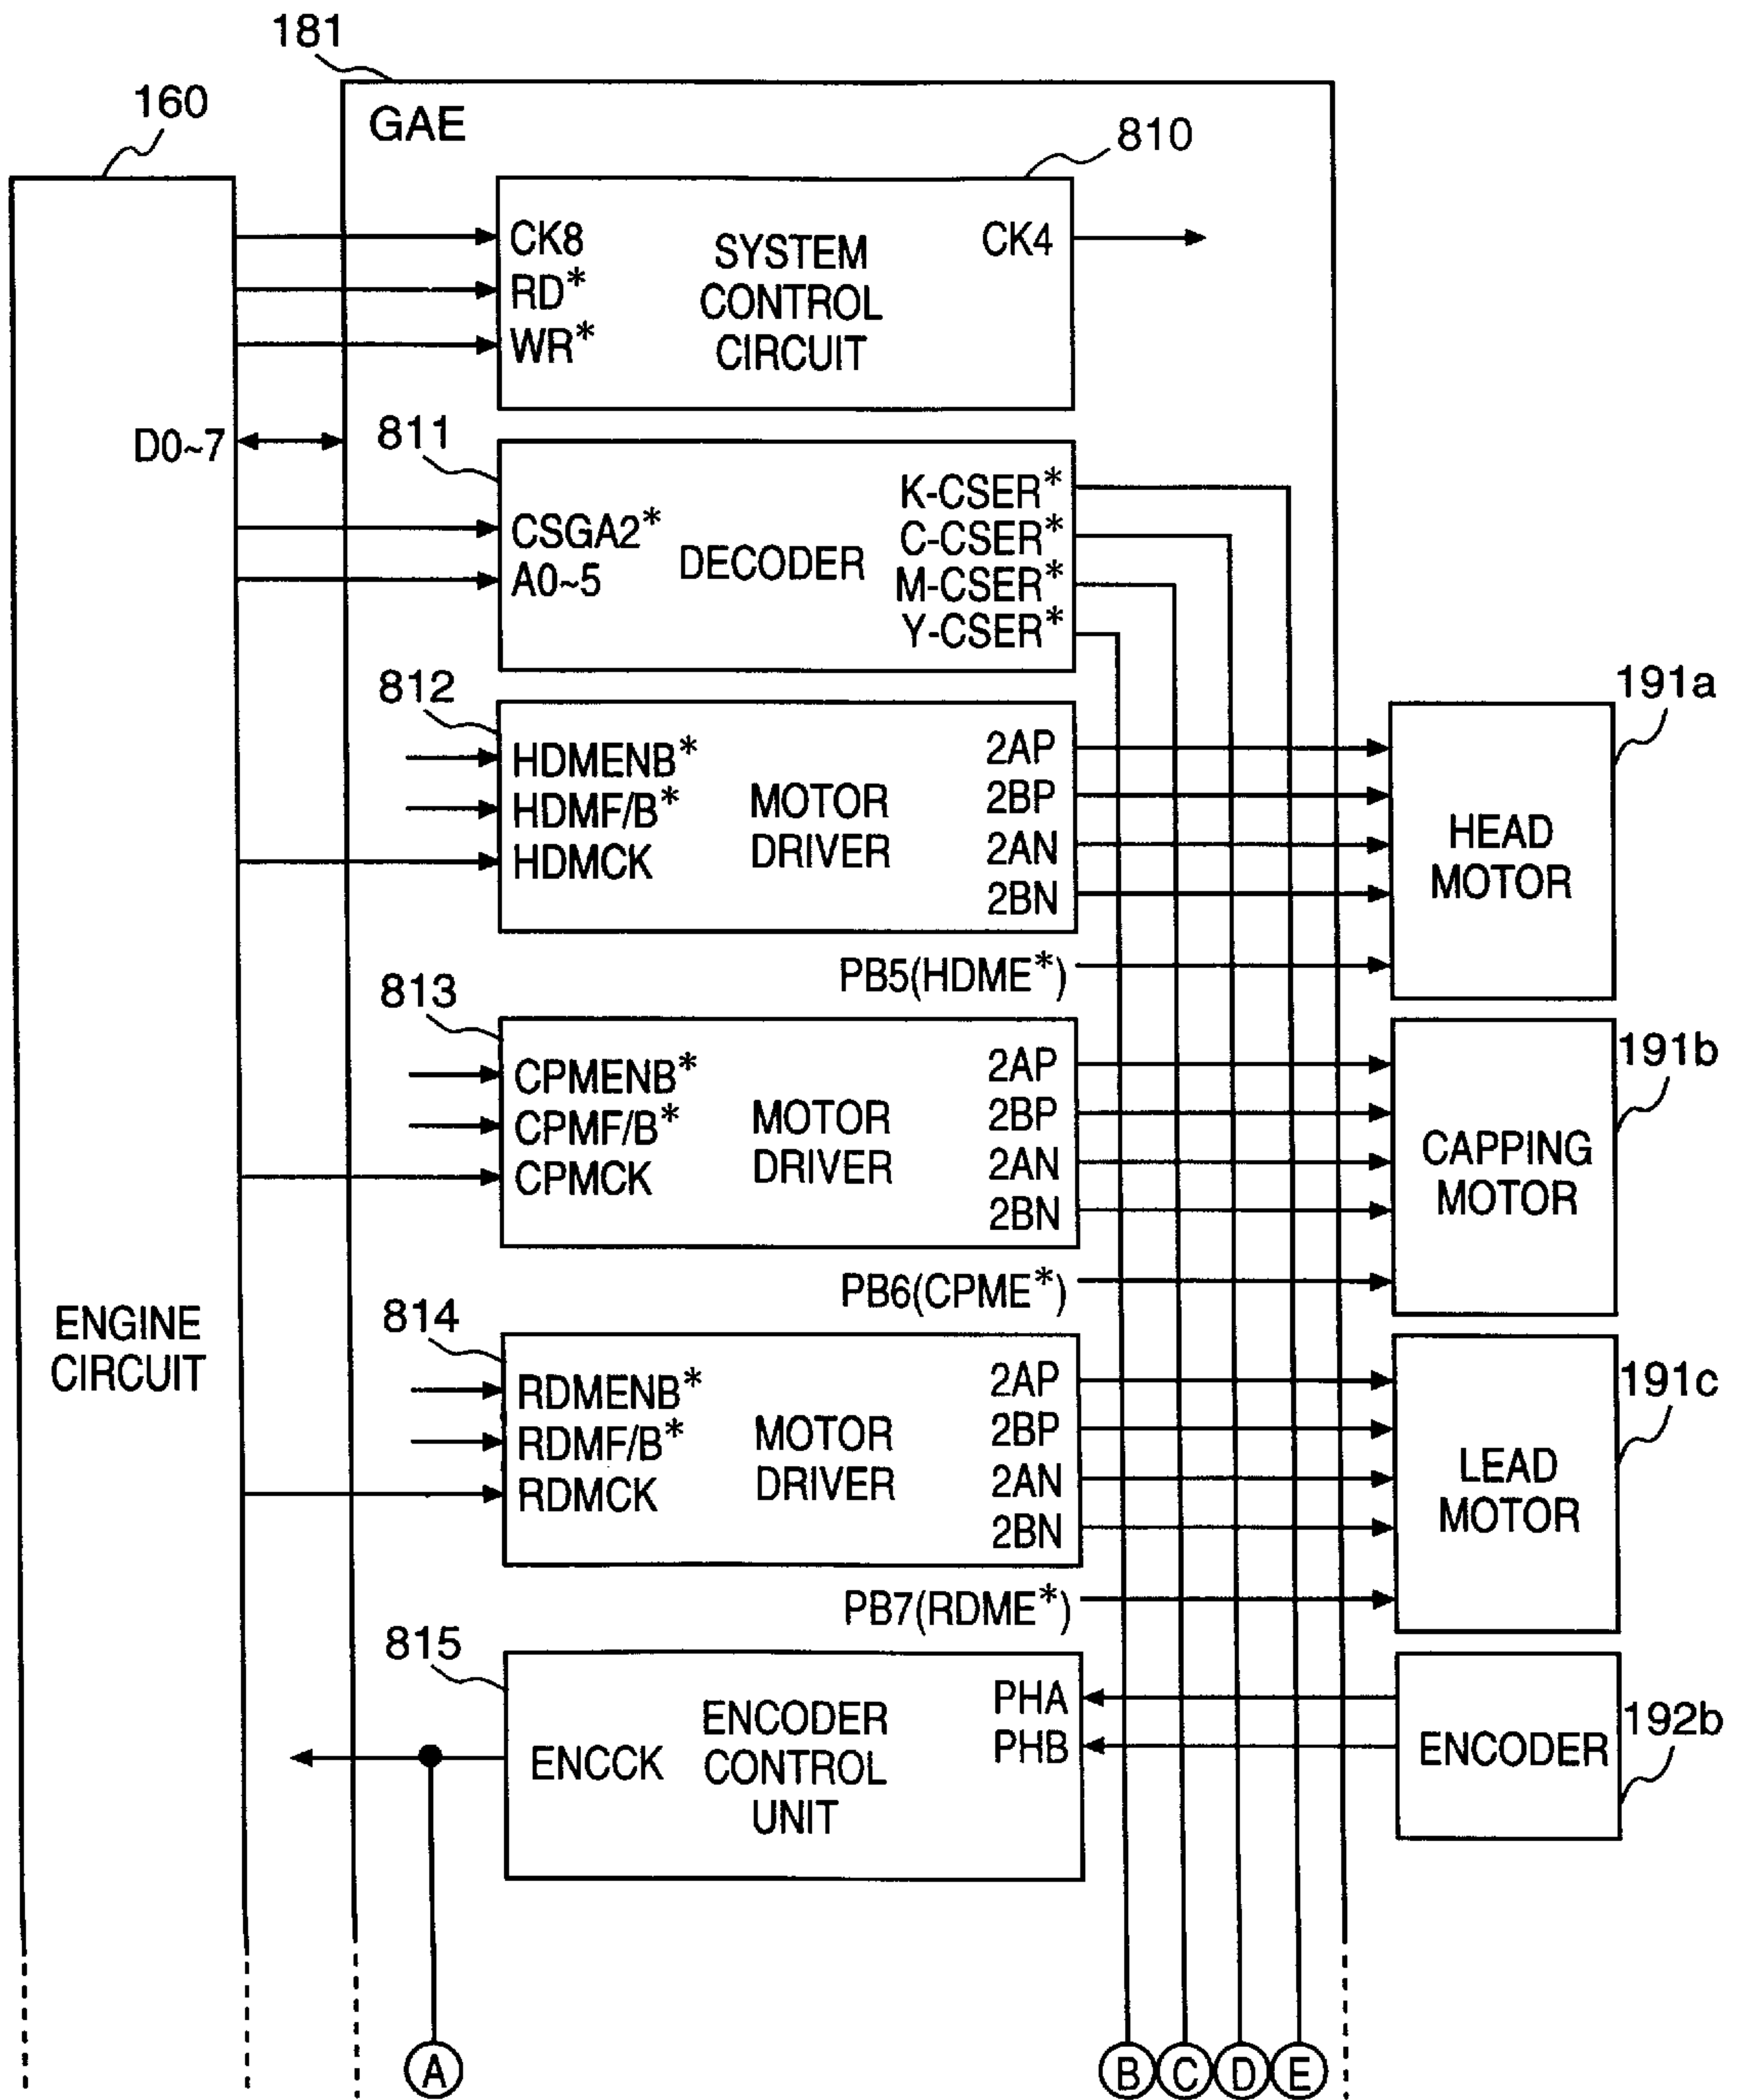 181
160
GAE
810
CK8
RD*
WR*
SYSTEM
CONTROL
CIRCUIT
CK4
D0~7
811
CSGA2*
A0~5
DECODER
K-CSER*
C-CSER*
M-CSER*
Y-CSER*
812
HDMENB*
HDMF/B*
HDMCK
MOTOR
DRIVER
2AP
2BP
2AN
2BN
191a
HEAD
MOTOR
PB5(HDME*)
813
CPMENB*
CPMF/B*
CPMCK
MOTOR
DRIVER
2AP
2BP
2AN
2BN
191b
CAPPING
MOTOR
PB6(CPME*)
ENGINE
CIRCUIT
814
RDMENB*
RDMF/B*
RDMCK
MOTOR
DRIVER
2AP
2BP
2AN
2BN
191c
LEAD
MOTOR
PB7(RDME*)
815
ENCCK
ENCODER
CONTROL
UNIT
PHA
PHB
ENCODER
192b
A
B
C
D
E